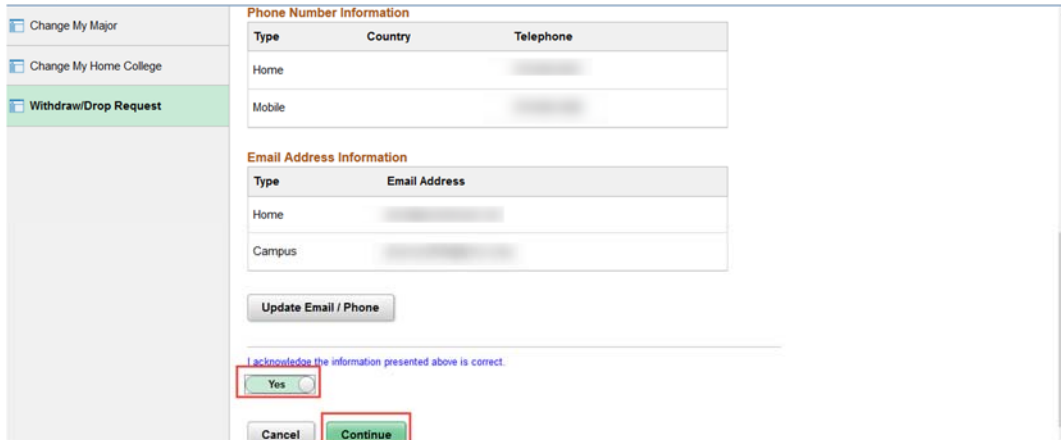 Change My Major
Change My Home College
Withdraw/Drop Request
Phone Number Information
Type Country Telephone
Home
Mobile
Email Address Information
Type Email Address
Home
Campus
Update Email / Phone
I acknowledge the information presented above is correct.
Yes
Cancel Continue